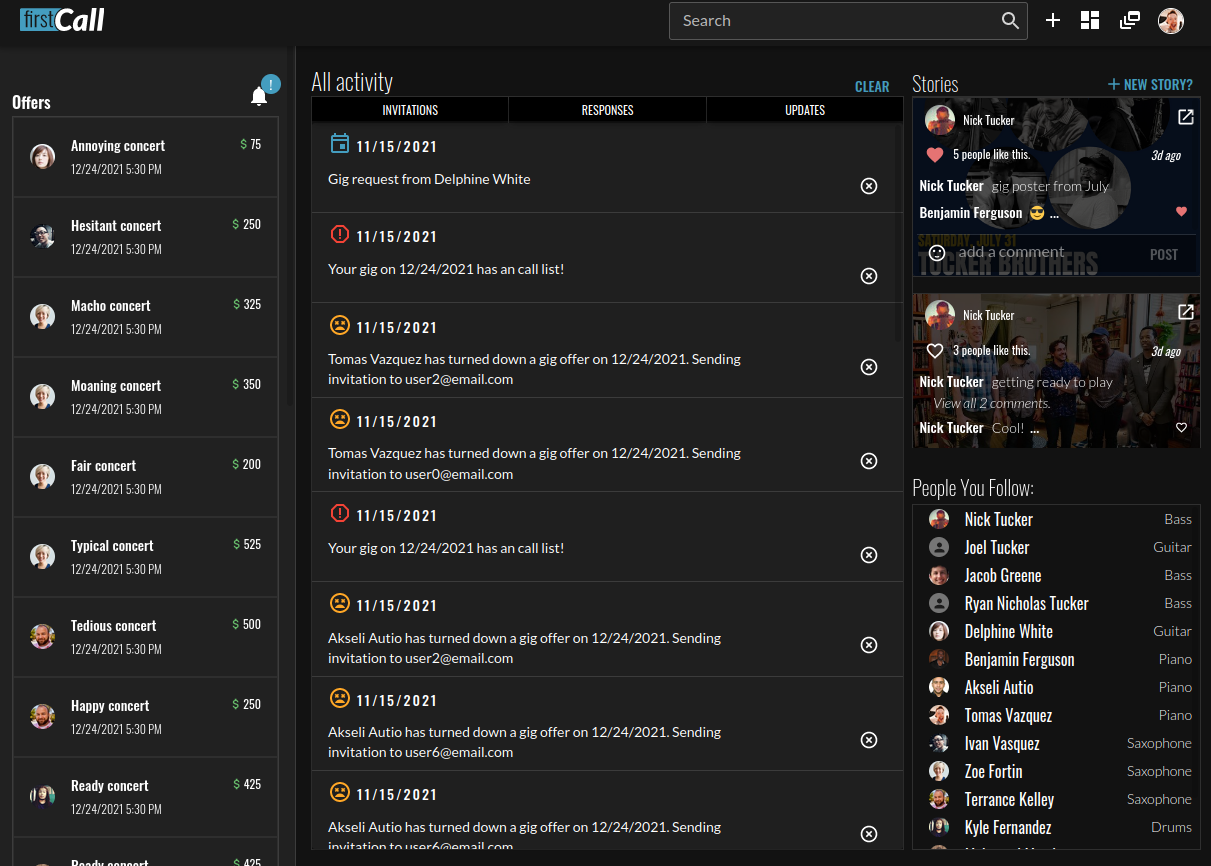 firstCall
Search
Offers
!
Annoying concert
$ 75
12/24/2021 5:30 PM
Hesitant concert
$ 250
12/24/2021 5:30 PM
Macho concert
$ 325
12/24/2021 5:30 PM
Moaning concert
$ 350
12/24/2021 5:30 PM
Fair concert
$ 200
12/24/2021 5:30 PM
Typical concert
$ 525
12/24/2021 5:30 PM
Tedious concert
$ 500
12/24/2021 5:30 PM
Happy concert
$ 250
12/24/2021 5:30 PM
Ready concert
$ 425
12/24/2021 5:30 PM
Ready concert
$ 425
All activity
CLEAR
INVITATIONS
RESPONSES
UPDATES
11/15/2021
Gig request from Delphine White
11/15/2021
Your gig on 12/24/2021 has an call list!
11/15/2021
Tomas Vazquez has turned down a gig offer on 12/24/2021. Sending
invitation to user2@email.com
11/15/2021
Tomas Vazquez has turned down a gig offer on 12/24/2021. Sending
invitation to user0@email.com
11/15/2021
Your gig on 12/24/2021 has an call list!
11/15/2021
Akseli Autio has turned down a gig offer on 12/24/2021. Sending
invitation to user2@email.com
11/15/2021
Akseli Autio has turned down a gig offer on 12/24/2021. Sending
invitation to user6@email.com
11/15/2021
Akseli Autio has turned down a gig offer on 12/24/2021. Sending
invitation to user6@email.com
Stories
+ NEW STORY?
Nick Tucker
5 people like this.
3d ago
Nick Tucker gig poster from July
Benjamin Ferguson 😎 ...
SATURDAY, JULY 31
add a comment
POST
TUCKER BROTHERS
Nick Tucker
3 people like this.
3d ago
Nick Tucker getting ready to play
View all 2 comments.
Nick Tucker Cool! ...
People You Follow:
Nick Tucker
Bass
Joel Tucker
Guitar
Jacob Greene
Bass
Ryan Nicholas Tucker
Bass
Delphine White
Guitar
Benjamin Ferguson
Piano
Akseli Autio
Piano
Tomas Vazquez
Piano
Ivan Vasquez
Saxophone
Zoe Fortin
Saxophone
Terrance Kelley
Saxophone
Kyle Fernandez
Drums